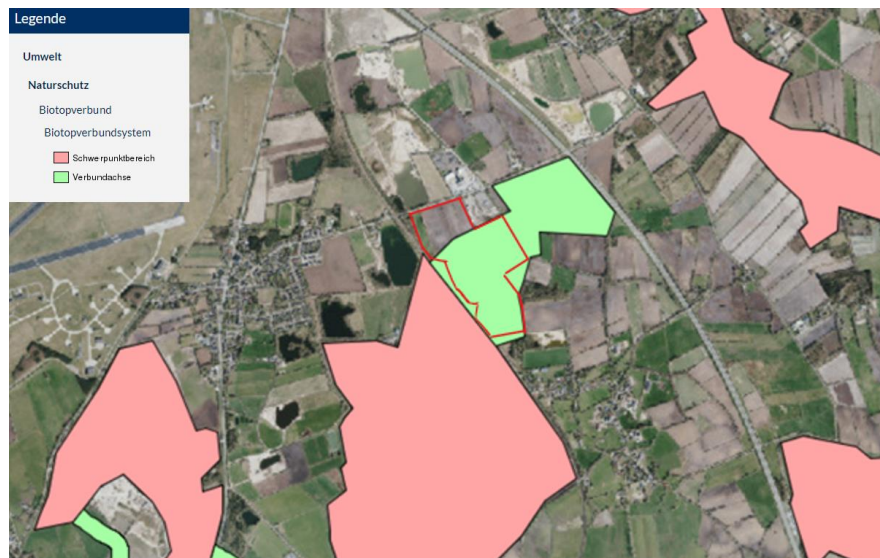 Legende
Umwelt
Naturschutz
Biotopverbund
Biotopverbundsystem
Schwerpunktbereich
Verbundachse